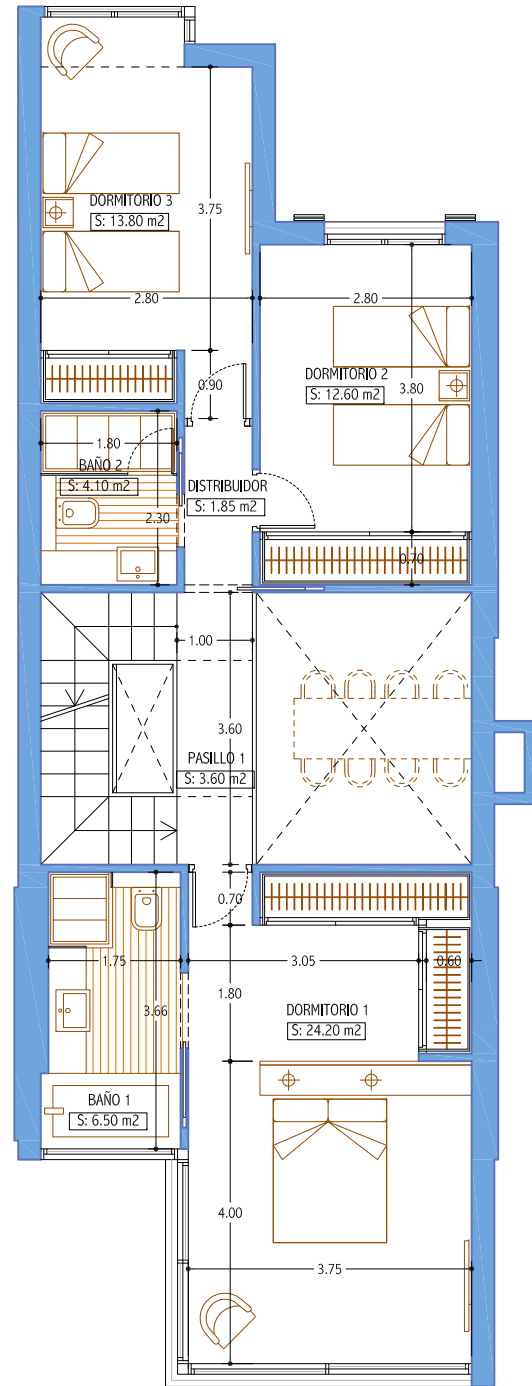 DORMITORIO 3
S: 13.80 m2
3.75
2.80
2.80
DORMITORIO 2
S: 12.60 m2
3.80
0.90
1.80
BAÑO 2
S: 4.10 m2
2.30
DISTRIBUIDOR
S: 1.85 m2
0.70
1.00
3.60
PASILLO 1
S: 3.60 m2
0.70
1.75
3.05
0.60
3.66
1.80
DORMITORIO 1
S: 24.20 m2
BAÑO 1
S: 6.50 m2
4.00
3.75